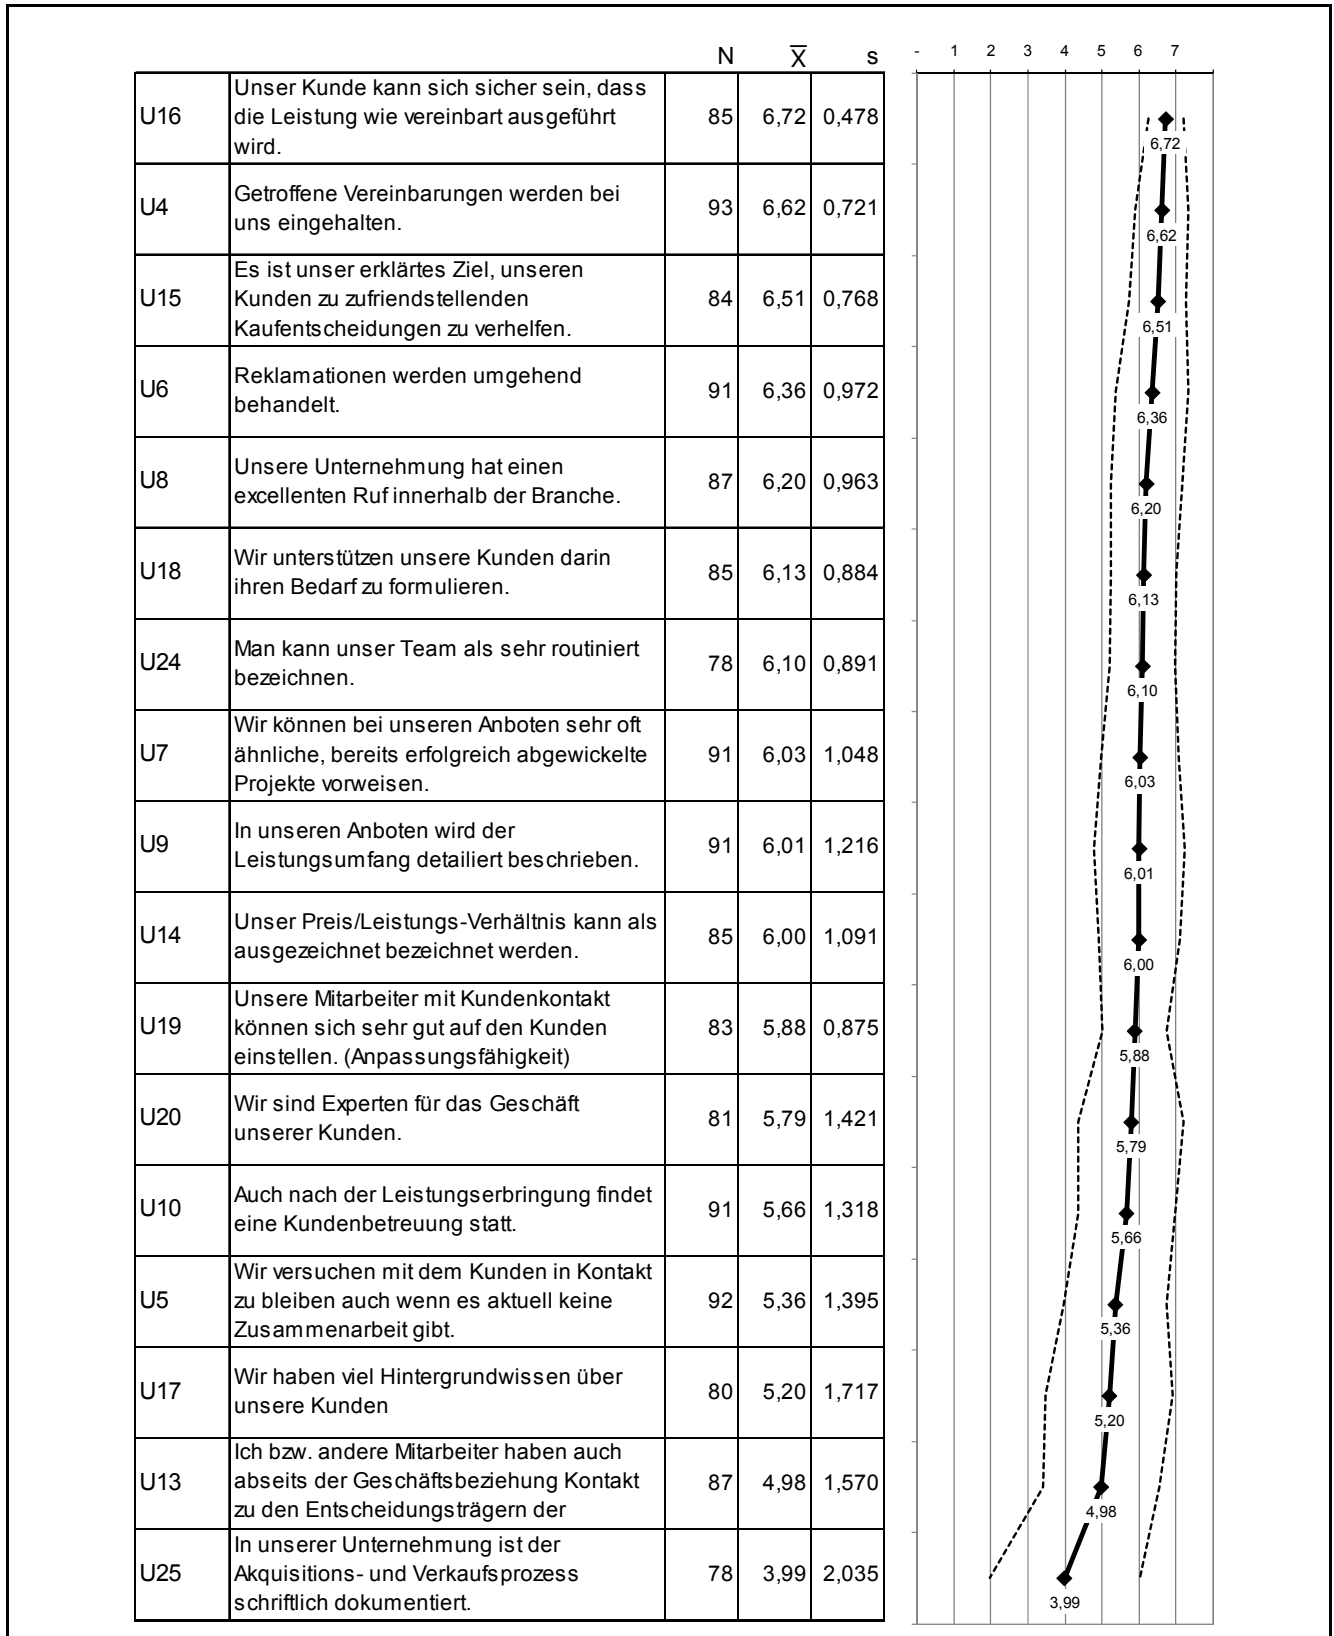 N X̄ s - 1 2 3 4 5 6 7
U16 Unser Kunde kann sich sicher sein, dass
die Leistung wie vereinbart ausgeführt 85 6,72 0,478
wird.
6,72
U4 Getroffene Vereinbarungen werden bei
uns eingehalten. 93 6,62 0,721
6,62
U15 Es ist unser erklärtes Ziel, unseren
Kunden zu zufriendstellenden 84 6,51 0,768
Kaufentscheidungen zu verhelfen.
6,51
U6 Reklamationen werden umgehend
behandelt. 91 6,36 0,972
6,36
U8 Unsere Unternehmung hat einen
excellenten Ruf innerhalb der Branche. 87 6,20 0,963
6,20
U18 Wir unterstützen unsere Kunden darin
ihren Bedarf zu formulieren. 85 6,13 0,884
6,13
U24 Man kann unser Team als sehr routiniert
bezeichnen. 78 6,10 0,891
6,10
U7 Wir können bei unseren Anboten sehr oft
ähnliche, bereits erfolgreich abgewickelte 91 6,03 1,048
Projekte vorweisen.
6,03
U9 In unseren Anboten wird der
Leistungsumfang detailiert beschrieben. 91 6,01 1,216
6,01
U14 Unser Preis/Leistungs-Verhältnis kann als
ausgezeichnet bezeichnet werden. 85 6,00 1,091
6,00
U19 Unsere Mitarbeiter mit Kundenkontakt
können sich sehr gut auf den Kunden 83 5,88 0,875
einstellen. (Anpassungsfähigkeit)
5,88
U20 Wir sind Experten für das Geschäft
unserer Kunden. 81 5,79 1,421
5,79
U10 Auch nach der Leistungserbringung findet
eine Kundenbetreuung statt. 91 5,66 1,318
5,66
U5 Wir versuchen mit dem Kunden in Kontakt
zu bleiben auch wenn es aktuell keine 92 5,36 1,395
Zusammenarbeit gibt.
5,36
U17 Wir haben viel Hintergrundwissen über
unsere Kunden 80 5,20 1,717
5,20
U13 Ich bzw. andere Mitarbeiter haben auch
abseits der Geschäftsbeziehung Kontakt 87 4,98 1,570
zu den Entscheidungsträgern der
4,98
U25 In unserer Unternehmung ist der
Akquisitions- und Verkaufsprozess 78 3,99 2,035
schriftlich dokumentiert.
3,99